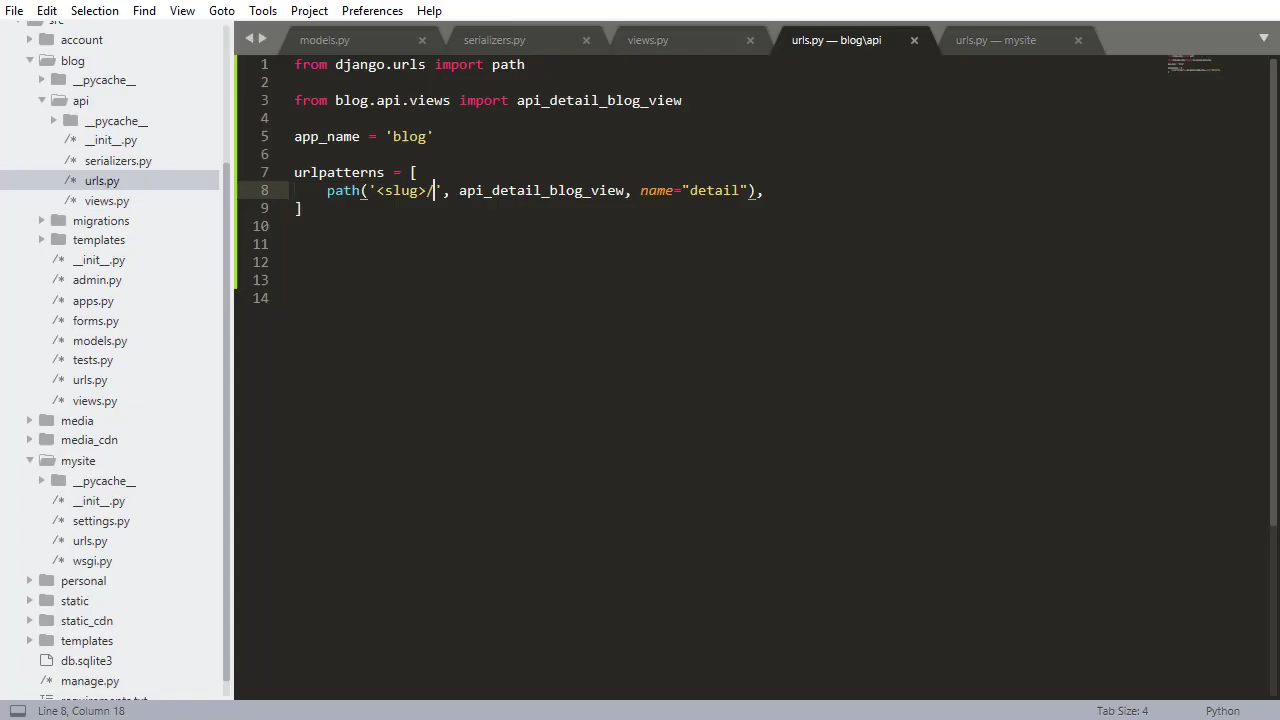 File Edit Selection Find View Goto Tools Project Preferences Help
src
account
blog
__pycache__
api
__pycache__
/* __init__.py
/* serializers.py
/* urls.py
/* views.py
migrations
templates
/* __init__.py
/* admin.py
/* apps.py
/* forms.py
/* models.py
/* tests.py
/* urls.py
/* views.py
media
media_cdn
mysite
__pycache__
/* __init__.py
/* settings.py
/* urls.py
/* wsgi.py
personal
static
static_cdn
templates
db.sqlite3
/* manage.py
requirements.txt
models.py serializers.py views.py urls.py — blog\api urls.py — mysite
1 from django.urls import path
2
3 from blog.api.views import api_detail_blog_view
4
5 app_name = 'blog'
6
7 urlpatterns = [
8 path('<slug>/', api_detail_blog_view, name="detail"),
9 ]
10
11
12
13
14
Line 8, Column 18 Tab Size: 4 Python